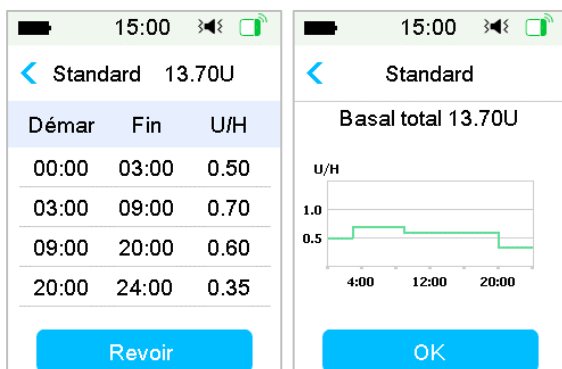 15:00
Standard 13.70U
Démar Fin U/H
00:00 03:00 0.50
03:00 09:00 0.70
09:00 20:00 0.60
20:00 24:00 0.35
Revoir
15:00
Standard
Basal total 13.70U
U/H
1.0
0.5
4:00 12:00 20:00
OK